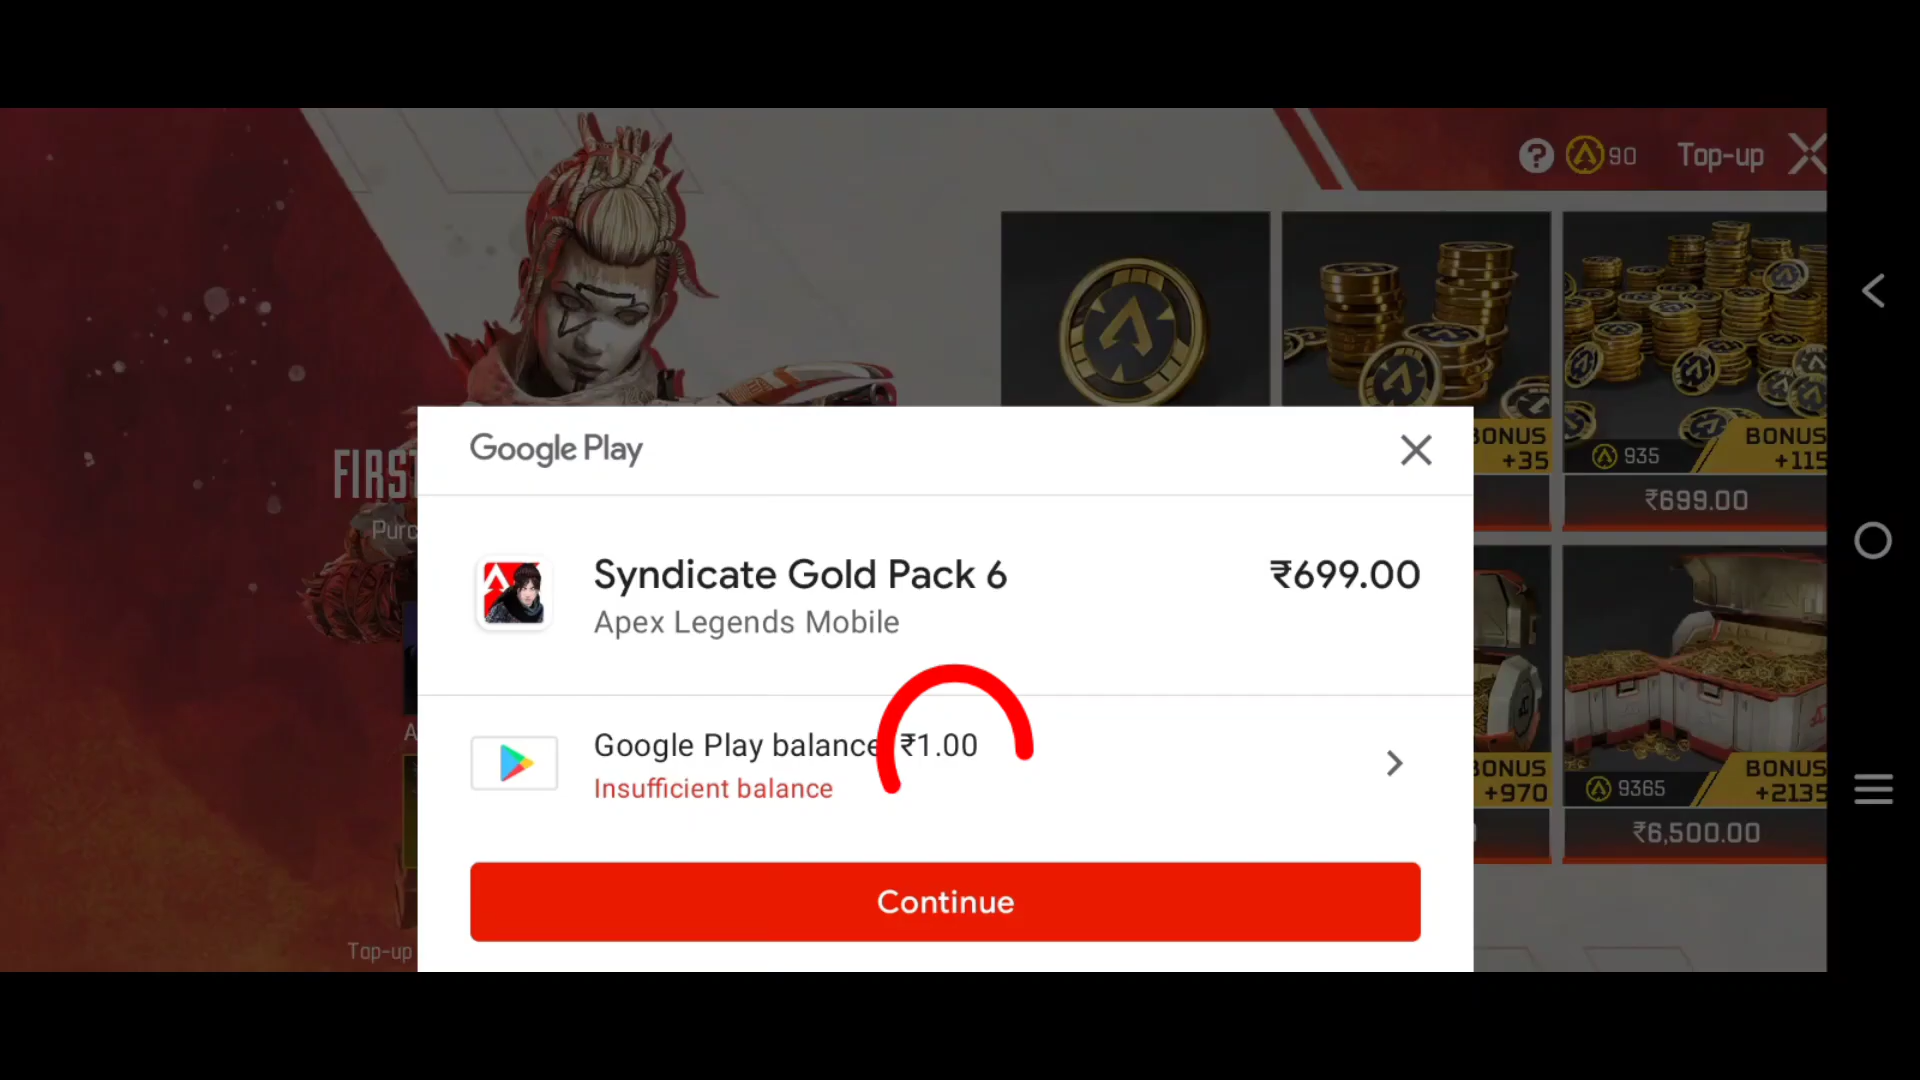 ? 90 Top-up
BONUS
+35
935
BONUS
+115
₹699.00
FIRS
Purc
Google Play
Syndicate Gold Pack 6
₹699.00
Apex Legends Mobile
Google Play balance ₹1.00
Insufficient balance
BONUS
+970
9365
BONUS
+2135
₹6,500.00
Continue
Top-up